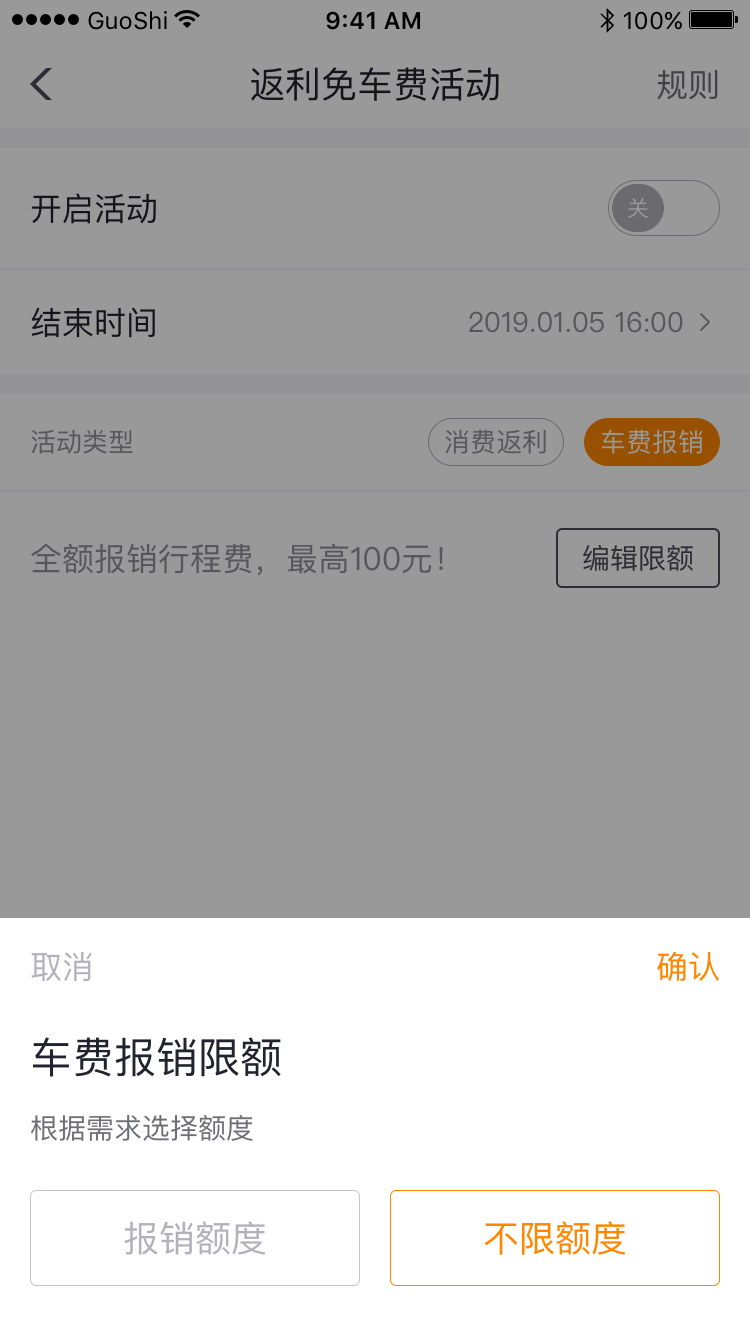 ●●●●● GuoShi 9:41 AM 100%
返利免车费活动 规则
开启活动 关
结束时间 2019.01.05 16:00
活动类型 消费返利 车费报销
全额报销行程费，最高100元！ 编辑限额
取消 确认
车费报销限额
根据需求选择额度
报销额度 不限额度